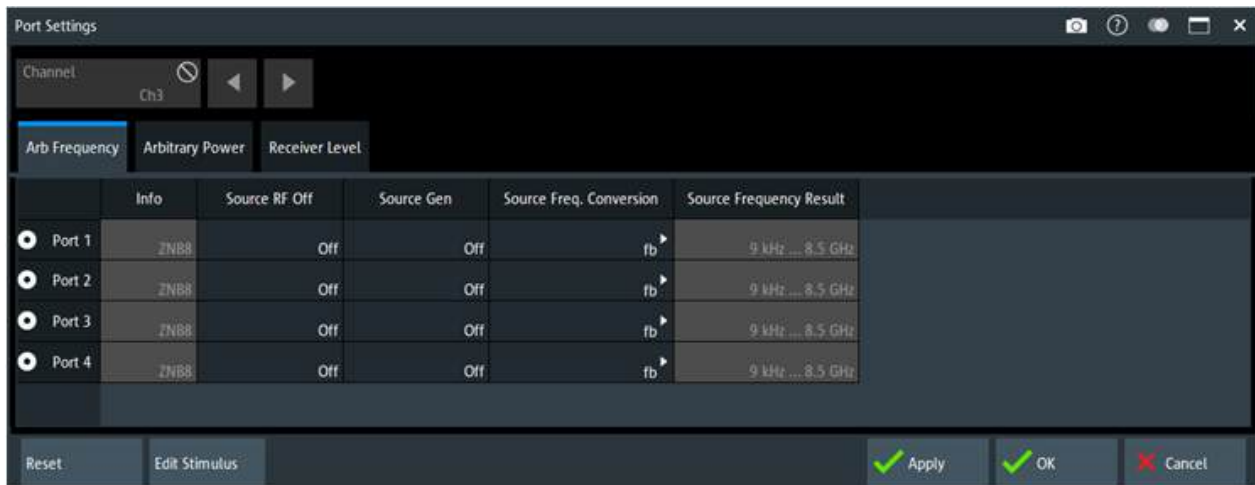 Port Settings
Channel
Ch3
Arb Frequency Arbitrary Power Receiver Level
Info Source RF Off Source Gen Source Freq. Conversion Source Frequency Result
Port 1 ZNB8 Off Off fb 9 kHz ... 8.5 GHz
Port 2 ZNB8 Off Off fb 9 kHz ... 8.5 GHz
Port 3 ZNB8 Off Off fb 9 kHz ... 8.5 GHz
Port 4 ZNB8 Off Off fb 9 kHz ... 8.5 GHz
Reset Edit Stimulus Apply OK Cancel